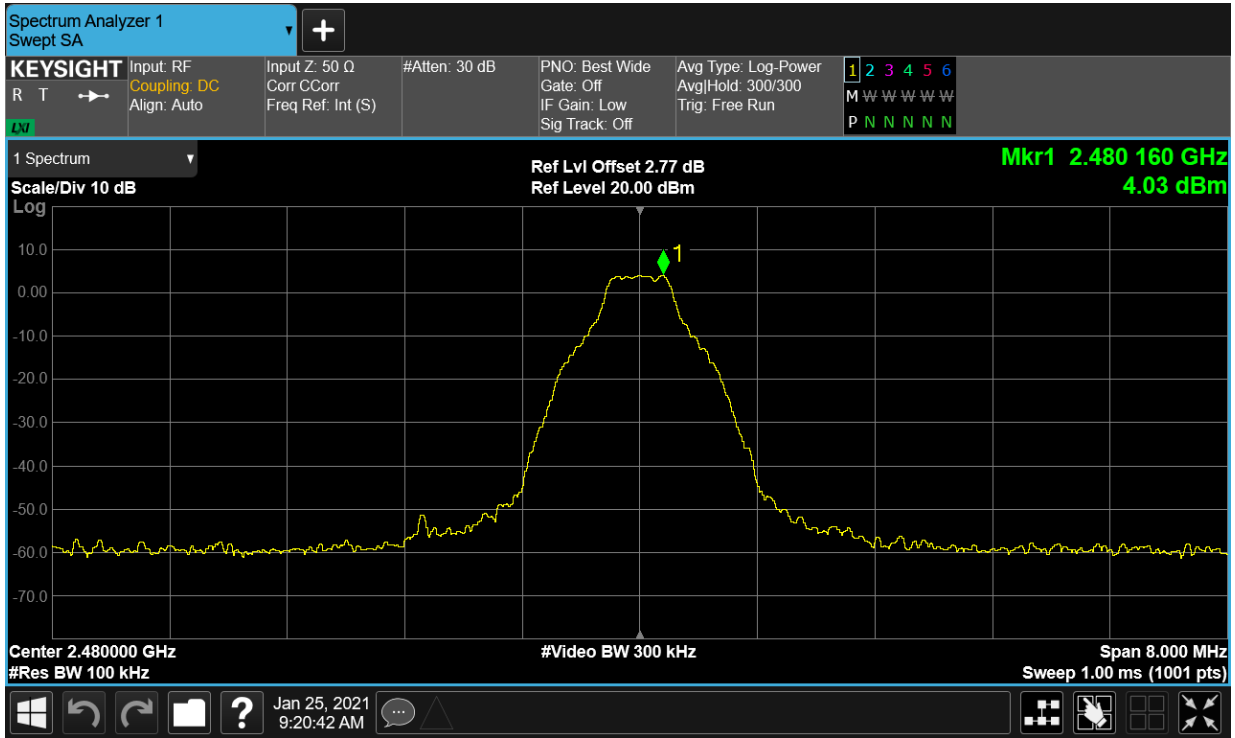 Spectrum Analyzer 1
Swept SA
+
KEYSIGHT
R T
LXI
Input: RF
Coupling: DC
Align: Auto
Input Z: 50 Ω
Corr CCorr
Freq Ref: Int (S)
#Atten: 30 dB
PNO: Best Wide
Gate: Off
IF Gain: Low
Sig Track: Off
Avg Type: Log-Power
Avg|Hold: 300/300
Trig: Free Run
1 2 3 4 5 6
M W W W W W
P N N N N N
1 Spectrum
Scale/Div 10 dB
Log
Ref Lvl Offset 2.77 dB
Ref Level 20.00 dBm
Mkr1 2.480 160 GHz
4.03 dBm
1
10.0
0.00
-10.0
-20.0
-30.0
-40.0
-50.0
-60.0
-70.0
Center 2.480000 GHz
#Video BW 300 kHz
Span 8.000 MHz
#Res BW 100 kHz
Sweep 1.00 ms (1001 pts)
?
Jan 25, 2021
9:20:42 AM